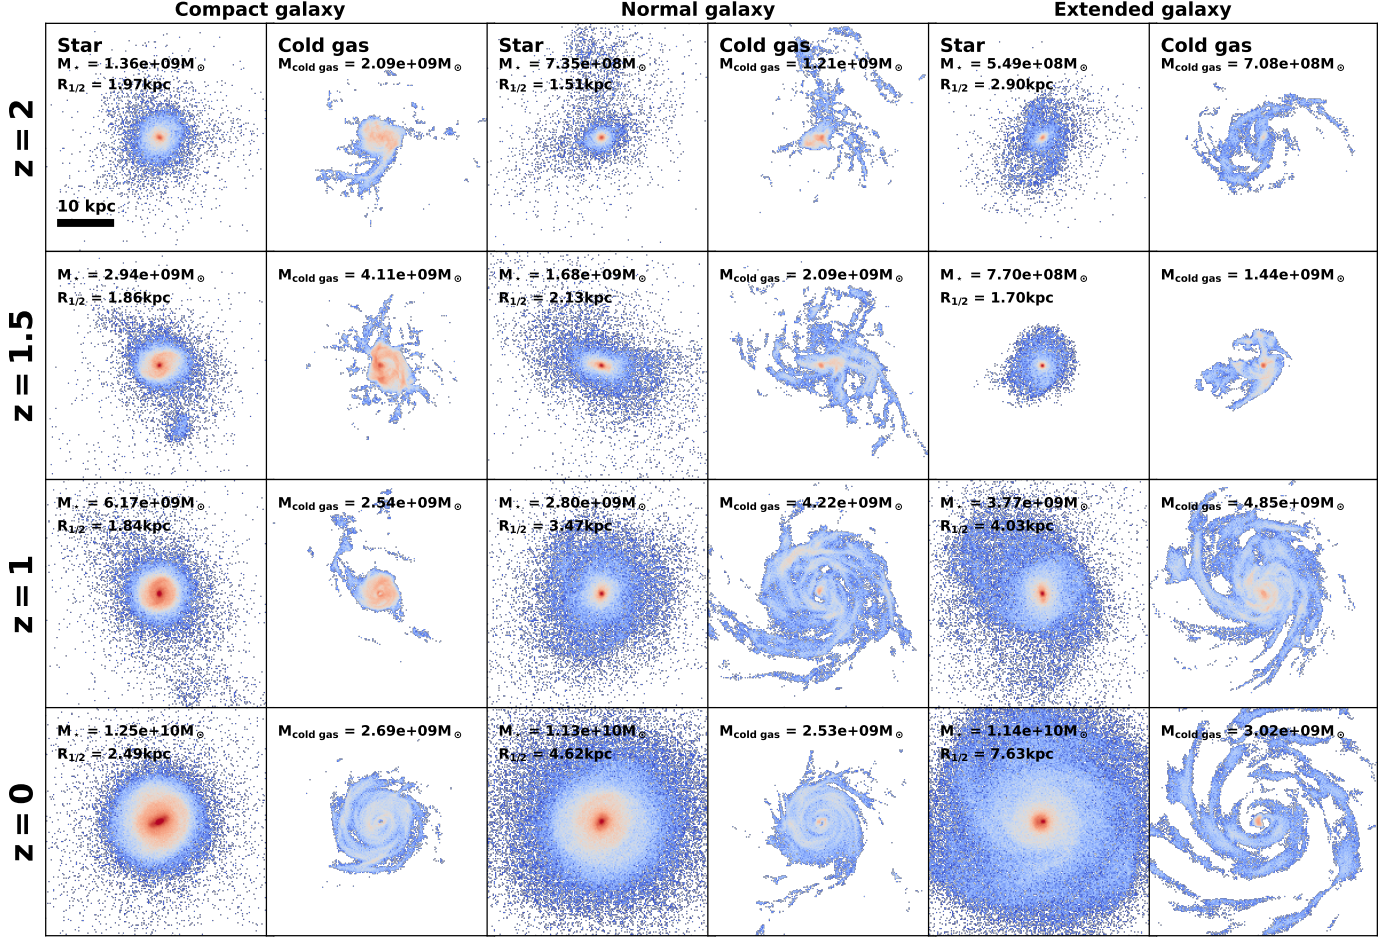 Compact galaxy Normal galaxy Extended galaxy
Star Cold gas Star Cold gas Star Cold gas
M⋆ = 1.36e+09M⊙ Mcold gas = 2.09e+09M⊙ M⋆ = 7.35e+08M⊙ Mcold gas = 1.21e+09M⊙ M⋆ = 5.49e+08M⊙ Mcold gas = 7.08e+08M⊙
R1/2 = 1.97kpc R1/2 = 1.51kpc R1/2 = 2.90kpc
z = 2
10 kpc
M⋆ = 2.94e+09M⊙ Mcold gas = 4.11e+09M⊙ M⋆ = 1.68e+09M⊙ Mcold gas = 2.09e+09M⊙ M⋆ = 7.70e+08M⊙ Mcold gas = 1.44e+09M⊙
R1/2 = 1.86kpc R1/2 = 2.13kpc R1/2 = 1.70kpc
z = 1.5
M⋆ = 6.17e+09M⊙ Mcold gas = 2.54e+09M⊙ M⋆ = 2.80e+09M⊙ Mcold gas = 4.22e+09M⊙ M⋆ = 3.77e+09M⊙ Mcold gas = 4.85e+09M⊙
R1/2 = 1.84kpc R1/2 = 3.47kpc R1/2 = 4.03kpc
z = 1
M⋆ = 1.25e+10M⊙ Mcold gas = 2.69e+09M⊙ M⋆ = 1.13e+10M⊙ Mcold gas = 2.53e+09M⊙ M⋆ = 1.14e+10M⊙ Mcold gas = 3.02e+09M⊙
R1/2 = 2.49kpc R1/2 = 4.62kpc R1/2 = 7.63kpc
z = 0